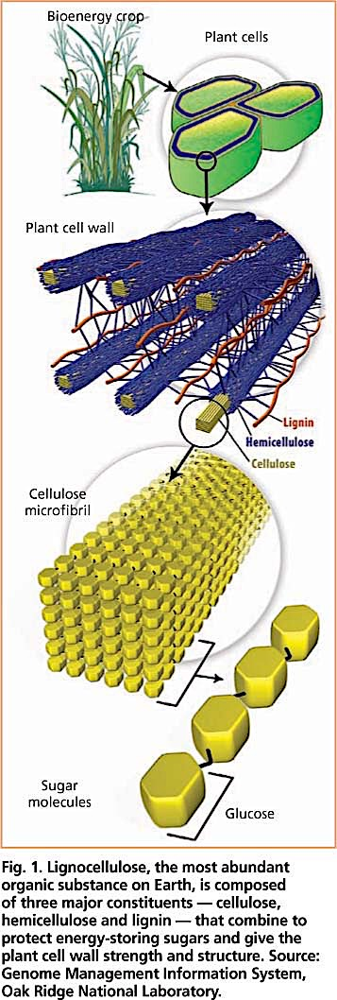 Bioenergy crop
Plant cells
Plant cell wall
Lignin
Hemicellulose
Cellulose
Cellulose
microfibril
Sugar
molecules
Glucose
Fig. 1. Lignocellulose, the most abundant
organic substance on Earth, is composed
of three major constituents — cellulose,
hemicellulose and lignin — that combine to
protect energy-storing sugars and give the
plant cell wall strength and structure. Source:
Genome Management Information System,
Oak Ridge National Laboratory.